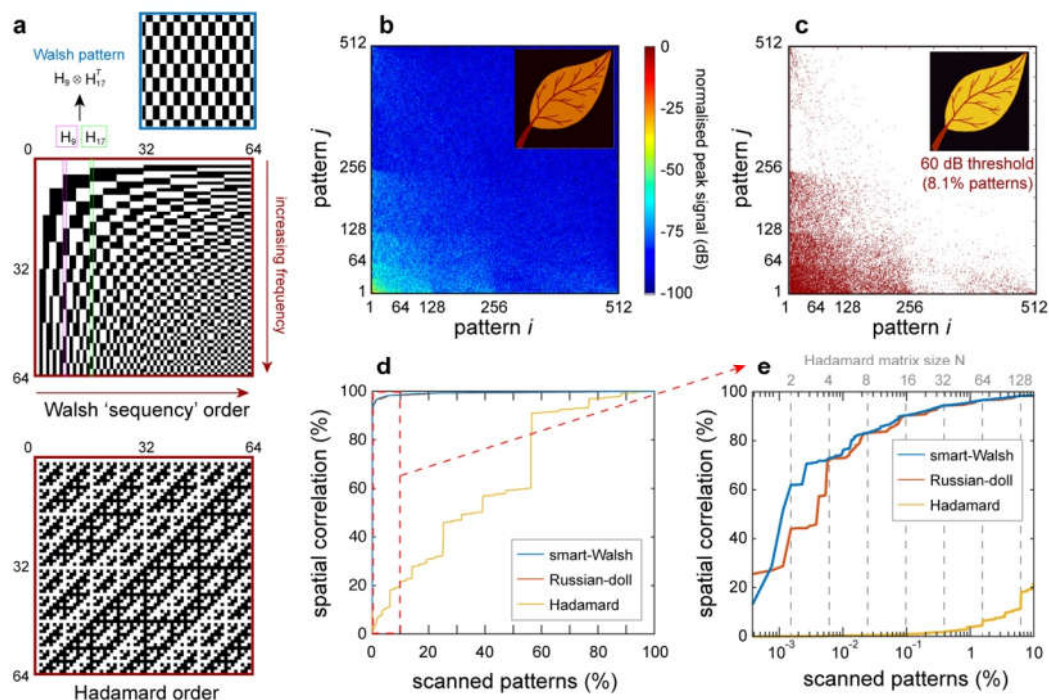 a
Walsh pattern
H₉ ⊗ H₁₇ᵀ
H₉ H₁₇
0 32 64
32
64
increasing frequency
Walsh ‘sequency’ order
0 32 64
32
64
Hadamard order
b
512
256
128
64
1
1 64 128 256 512
pattern j
pattern i
0
-25
-50
-75
-100
normalised peak signal (dB)
c
512
256
128
64
1
1 64 128 256 512
pattern j
pattern i
60 dB threshold
(8.1% patterns)
d
100
80
60
40
20
0
0 20 40 60 80 100
spatial correlation (%)
scanned patterns (%)
smart-Walsh
Russian-doll
Hadamard
e
Hadamard matrix size N
2 4 8 16 32 64 128
100
80
60
40
20
0
10⁻³ 10⁻² 10⁻¹ 1 10
spatial correlation (%)
scanned patterns (%)
smart-Walsh
Russian-doll
Hadamard